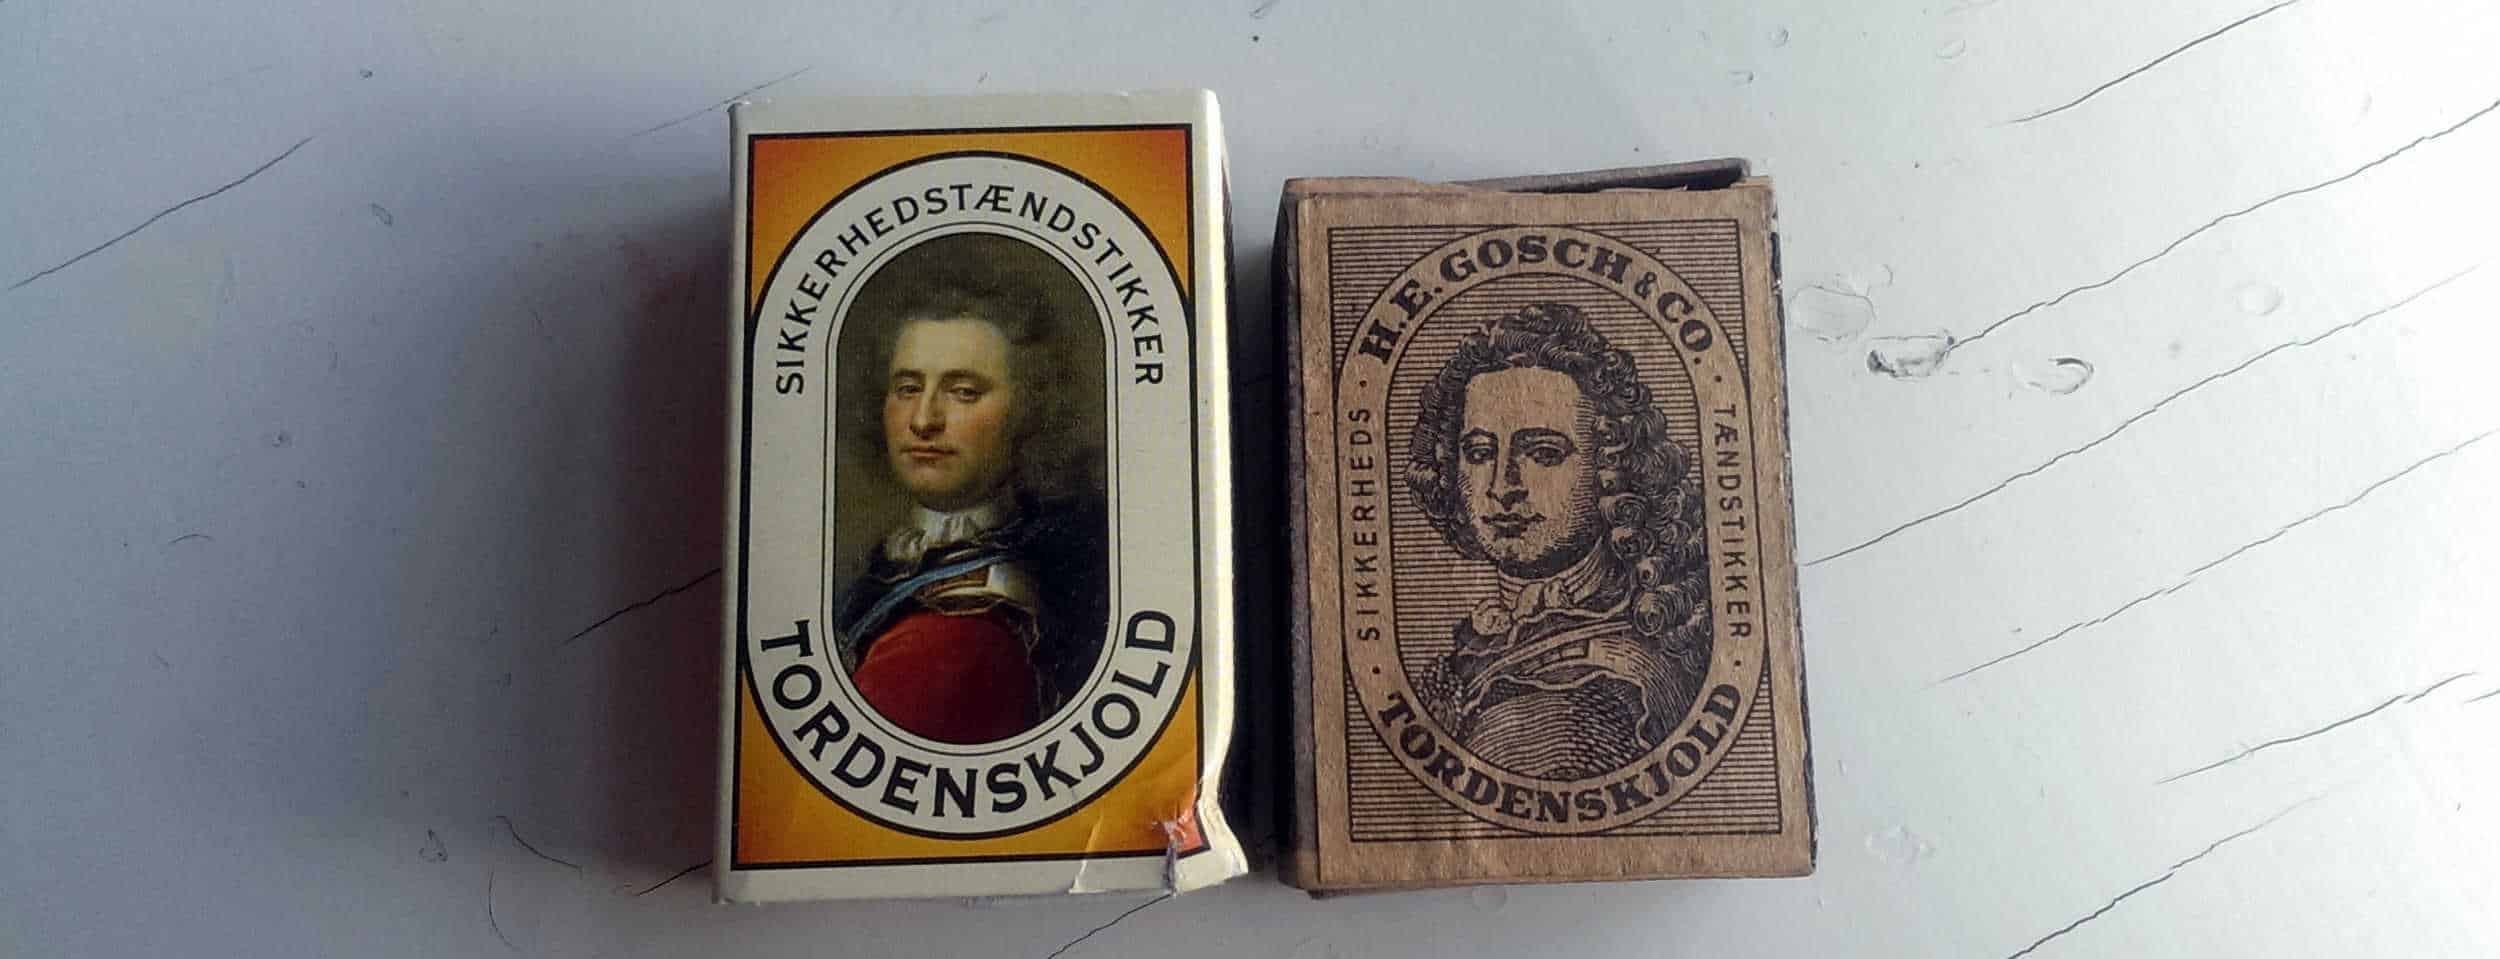 SIKKERHEDSTÆNDSTIKKER
TORDENSKJOLD
H.E. GOSCH & CO.
· SIKKERHEDS ·
· TÆNDSTIKKER ·
TORDENSKJOLD